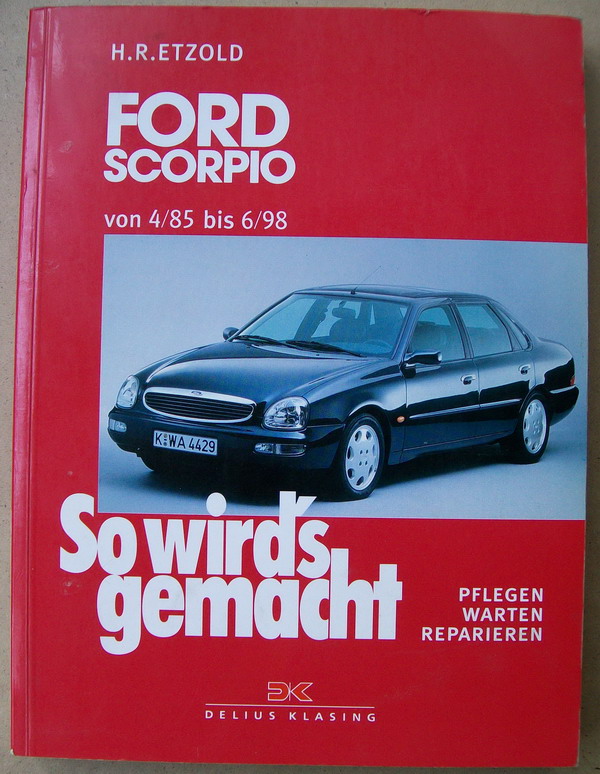 H.R.ETZOLD
FORD
SCORPIO
von 4/85 bis 6/98
K WA 4429
So wird's
gemacht
PFLEGEN
WARTEN
REPARIEREN
DK
DELIUS KLASING